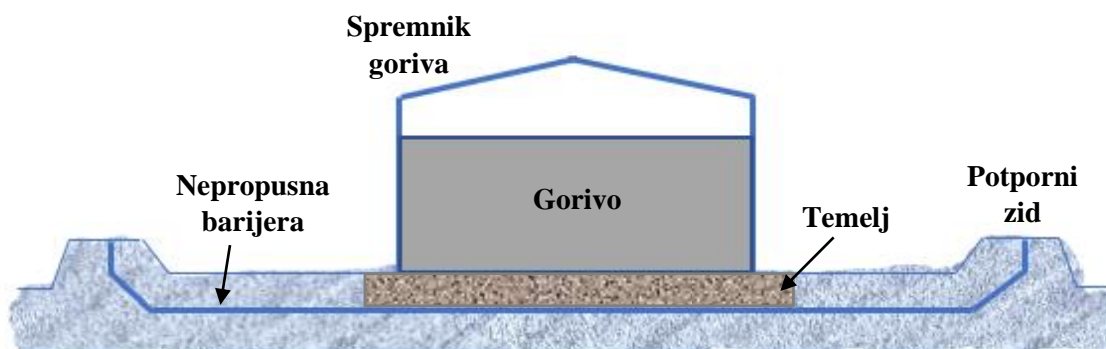 Spremnik
goriva
Nepropusna
barijera
Gorivo
Temelj
Potporni
zid